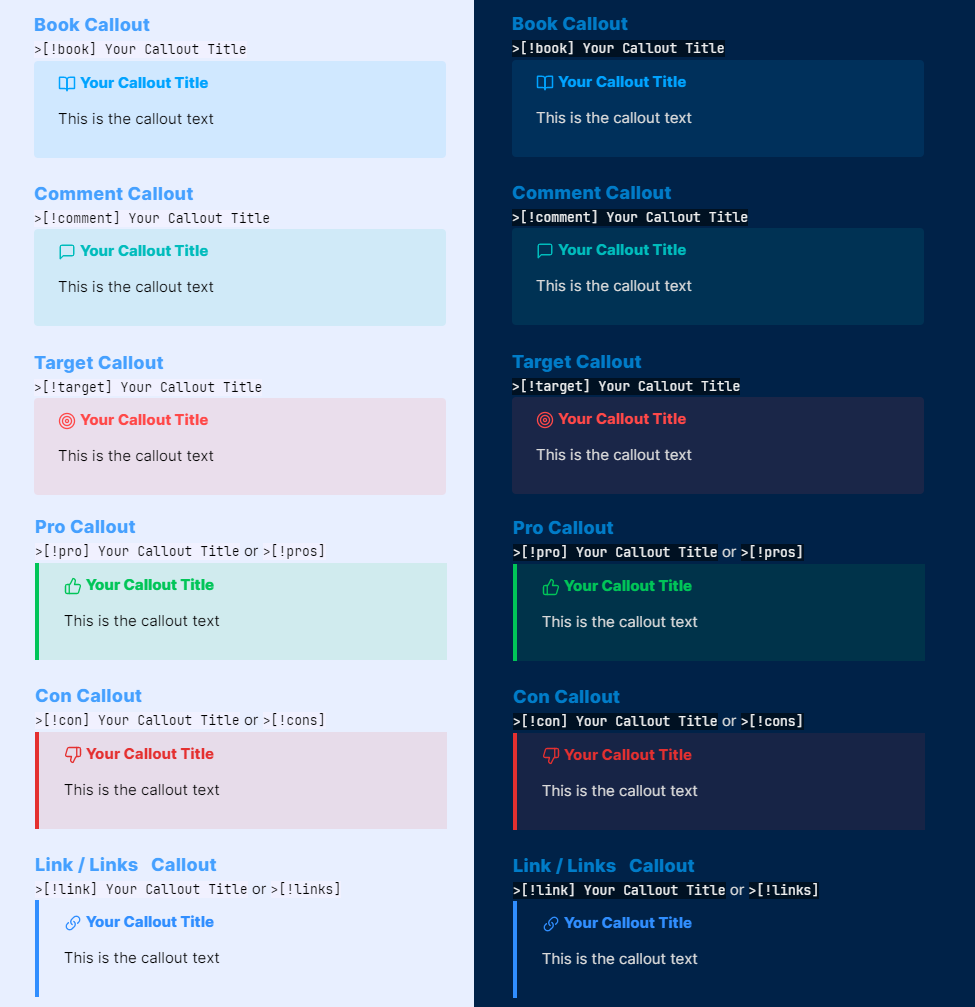 Book Callout
>[!book] Your Callout Title
Your Callout Title
This is the callout text
Comment Callout
>[!comment] Your Callout Title
Your Callout Title
This is the callout text
Target Callout
>[!target] Your Callout Title
Your Callout Title
This is the callout text
Pro Callout
>[!pro] Your Callout Title or >[!pros]
Your Callout Title
This is the callout text
Con Callout
>[!con] Your Callout Title or >[!cons]
Your Callout Title
This is the callout text
Link / Links Callout
>[!link] Your Callout Title or >[!links]
Your Callout Title
This is the callout text
Book Callout
>[!book] Your Callout Title
Your Callout Title
This is the callout text
Comment Callout
>[!comment] Your Callout Title
Your Callout Title
This is the callout text
Target Callout
>[!target] Your Callout Title
Your Callout Title
This is the callout text
Pro Callout
>[!pro] Your Callout Title or >[!pros]
Your Callout Title
This is the callout text
Con Callout
>[!con] Your Callout Title or >[!cons]
Your Callout Title
This is the callout text
Link / Links Callout
>[!link] Your Callout Title or >[!links]
Your Callout Title
This is the callout text